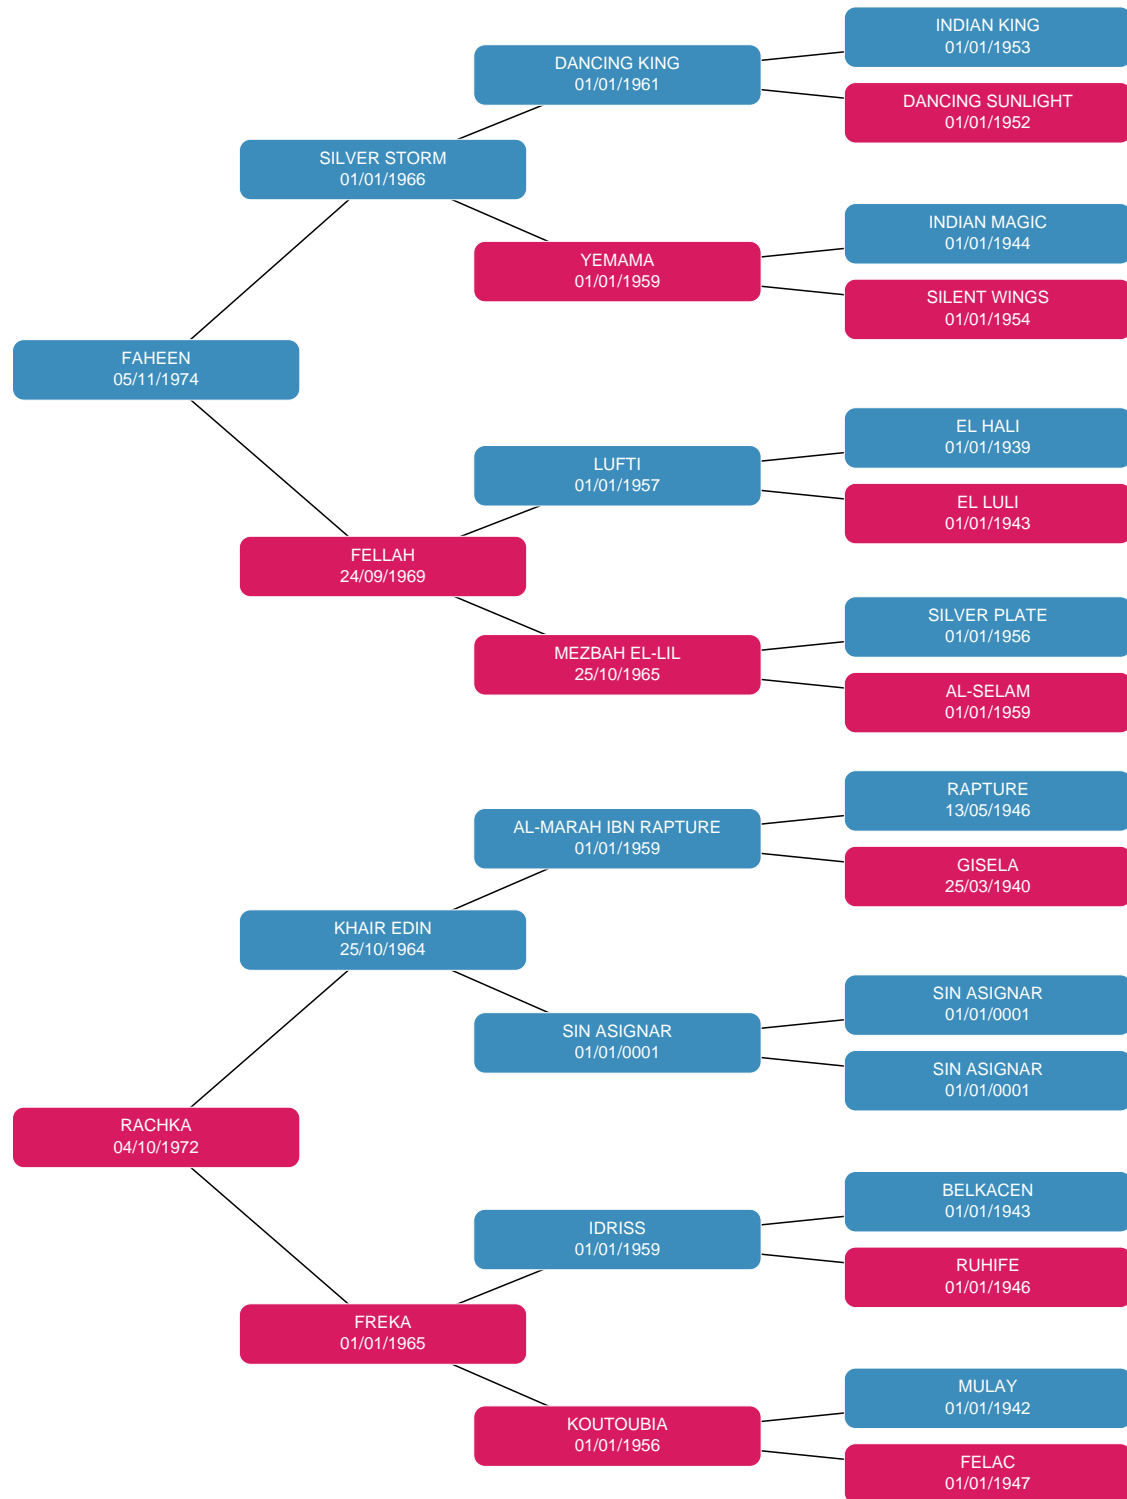 INDIAN KING
01/01/1953
DANCING KING
01/01/1961
DANCING SUNLIGHT
01/01/1952
SILVER STORM
01/01/1966
INDIAN MAGIC
01/01/1944
YEMAMA
01/01/1959
SILENT WINGS
01/01/1954
FAHEEN
05/11/1974
EL HALI
01/01/1939
LUFTI
01/01/1957
EL LULI
01/01/1943
FELLAH
24/09/1969
SILVER PLATE
01/01/1956
MEZBAH EL-LIL
25/10/1965
AL-SELAM
01/01/1959
RAPTURE
13/05/1946
AL-MARAH IBN RAPTURE
01/01/1959
GISELA
25/03/1940
KHAIR EDIN
25/10/1964
SIN ASIGNAR
01/01/0001
SIN ASIGNAR
01/01/0001
SIN ASIGNAR
01/01/0001
RACHKA
04/10/1972
BELKACEN
01/01/1943
IDRISS
01/01/1959
RUHIFE
01/01/1946
FREKA
01/01/1965
MULAY
01/01/1942
KOUTOUBIA
01/01/1956
FELAC
01/01/1947